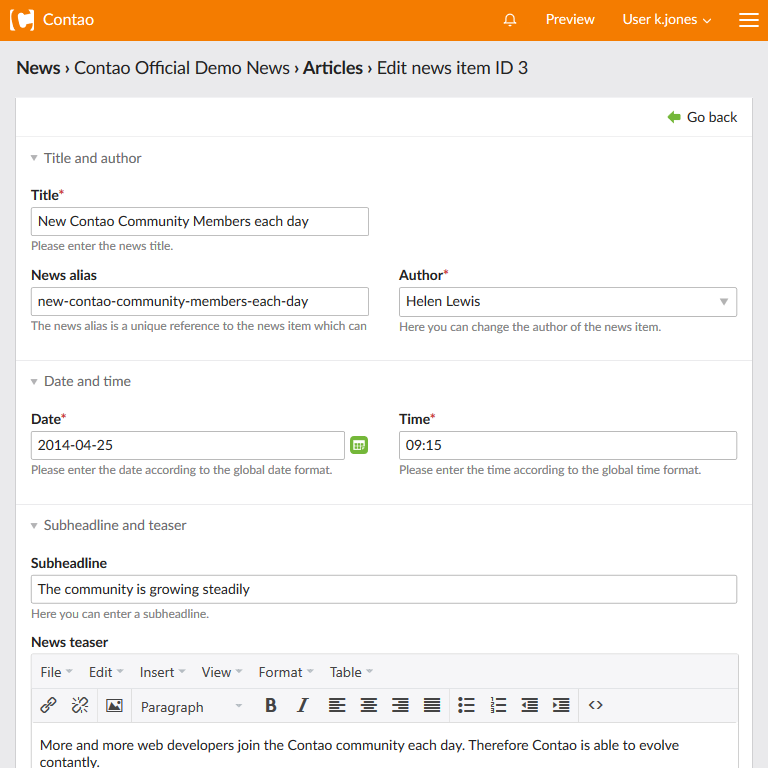 Contao
Preview
User k.jones
News › Contao Official Demo News › Articles › Edit news item ID 3
Go back
Title and author
Title*
New Contao Community Members each day
Please enter the news title.
News alias
Author*
new-contao-community-members-each-day
Helen Lewis
The news alias is a unique reference to the news item which can
Here you can change the author of the news item.
Date and time
Date*
Time*
2014-04-25
09:15
Please enter the date according to the global date format.
Please enter the time according to the global time format.
Subheadline and teaser
Subheadline
The community is growing steadily
Here you can enter a subheadline.
News teaser
File Edit Insert View Format Table
Paragraph B I
More and more web developers join the Contao community each day. Therefore Contao is able to evolve
contantly.